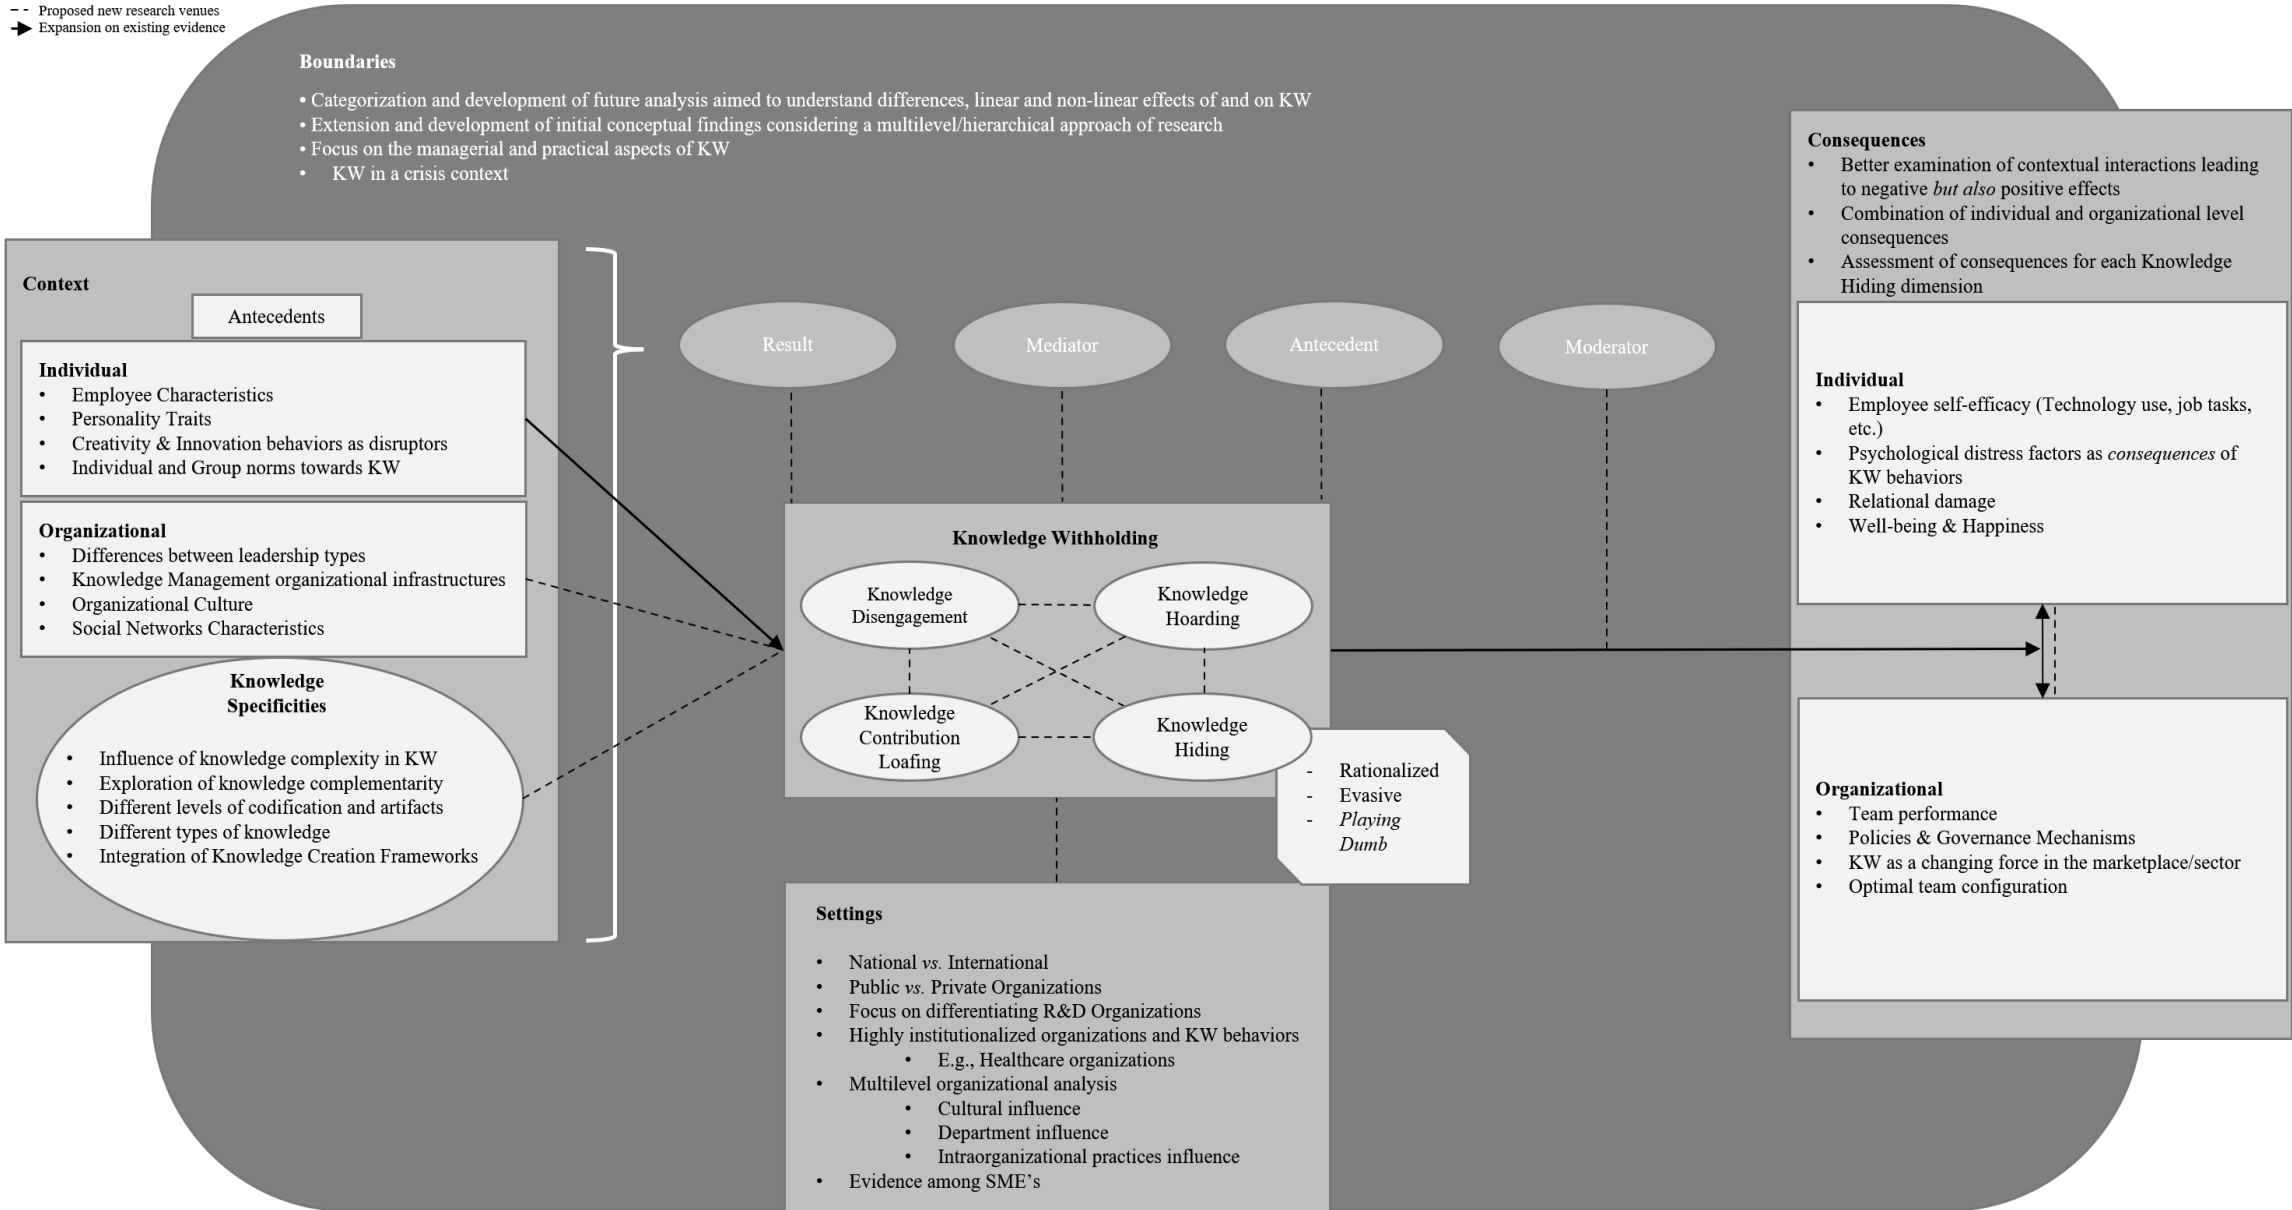 Proposed new research venues
Expansion on existing evidence
Boundaries
• Categorization and development of future analysis aimed to understand differences, linear and non-linear effects of and on KW
• Extension and development of initial conceptual findings considering a multilevel/hierarchical approach of research
• Focus on the managerial and practical aspects of KW
• KW in a crisis context
Context
Antecedents
Individual
• Employee Characteristics
• Personality Traits
• Creativity & Innovation behaviors as disruptors
• Individual and Group norms towards KW
Organizational
• Differences between leadership types
• Knowledge Management organizational infrastructures
• Organizational Culture
• Social Networks Characteristics
Knowledge
Specificities
• Influence of knowledge complexity in KW
• Exploration of knowledge complementarity
• Different levels of codification and artifacts
• Different types of knowledge
• Integration of Knowledge Creation Frameworks
Result
Mediator
Antecedent
Moderator
Knowledge Withholding
Knowledge
Disengagement
Knowledge
Hoarding
Knowledge
Contribution
Loafing
Knowledge
Hiding
- Rationalized
- Evasive
- Playing
Dumb
Settings
• National vs. International
• Public vs. Private Organizations
• Focus on differentiating R&D Organizations
• Highly institutionalized organizations and KW behaviors
• E.g., Healthcare organizations
• Multilevel organizational analysis
• Cultural influence
• Department influence
• Intraorganizational practices influence
• Evidence among SME’s
Consequences
• Better examination of contextual interactions leading
to negative but also positive effects
• Combination of individual and organizational level
consequences
• Assessment of consequences for each Knowledge
Hiding dimension
Individual
• Employee self-efficacy (Technology use, job tasks,
etc.)
• Psychological distress factors as consequences of
KW behaviors
• Relational damage
• Well-being & Happiness
Organizational
• Team performance
• Policies & Governance Mechanisms
• KW as a changing force in the marketplace/sector
• Optimal team configuration